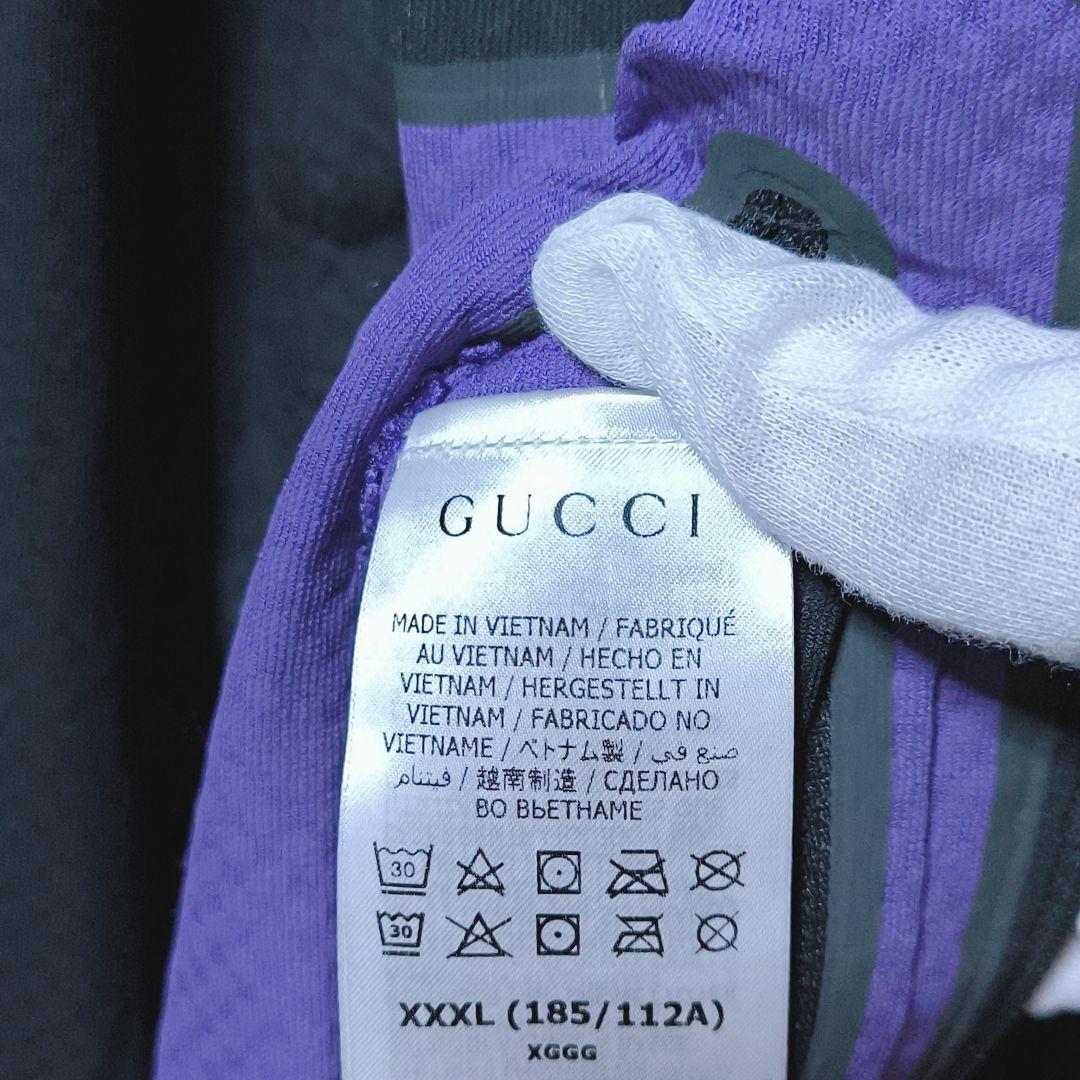 GUCCI
MADE IN VIETNAM / FABRIQUÉ
AU VIETNAM / HECHO EN
VIETNAM / HERGESTELLT IN
VIETNAM / FABRICADO NO
VIETNAME / ベトナム製 / صنع في
فيتنام / 越南制造 / СДЕЛАНО
ВО ВЬЕТНАМЕ
30
30
XXXL (185/112A)
XGGG